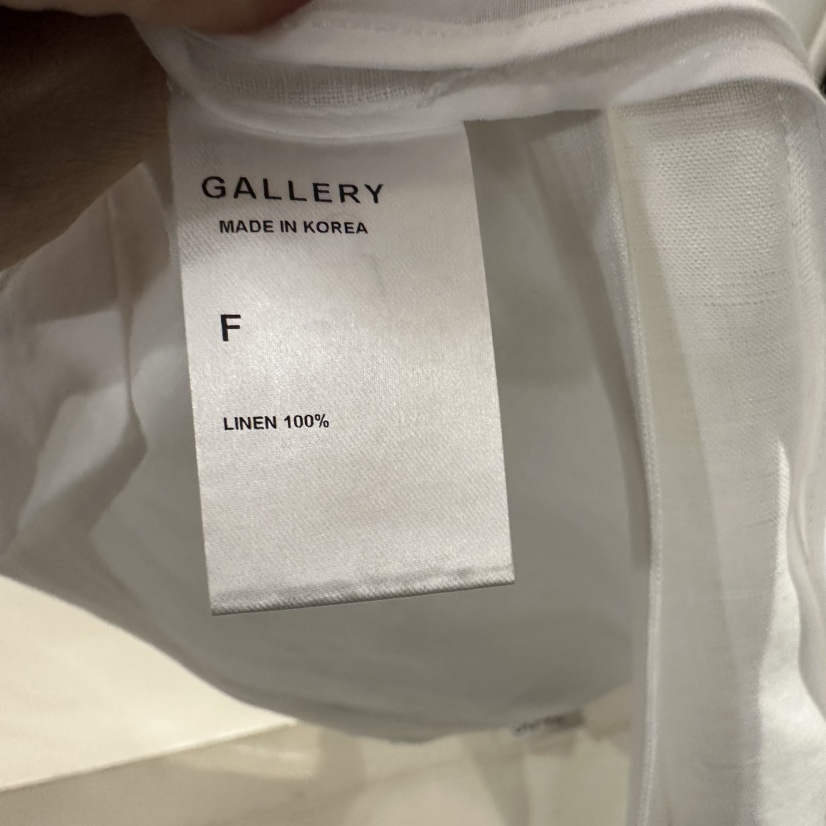 GALLERY
MADE IN KOREA
F
LINEN 100%